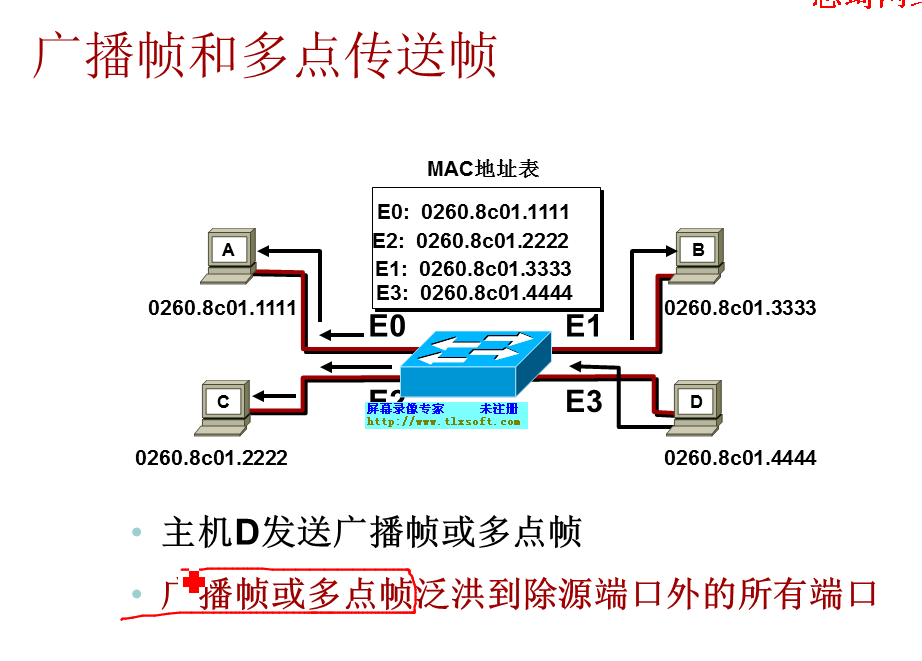 广播帧和多点传送帧
MAC地址表
E0: 0260.8c01.1111
E2: 0260.8c01.2222
E1: 0260.8c01.3333
E3: 0260.8c01.4444
A
B
0260.8c01.1111
0260.8c01.3333
E0
E1
C
D
E2
E3
屏幕录像专家 未注册
http://www.tlxsoft.com
0260.8c01.2222
0260.8c01.4444
• 主机D发送广播帧或多点帧
• 广播帧或多点帧泛洪到除源端口外的所有端口